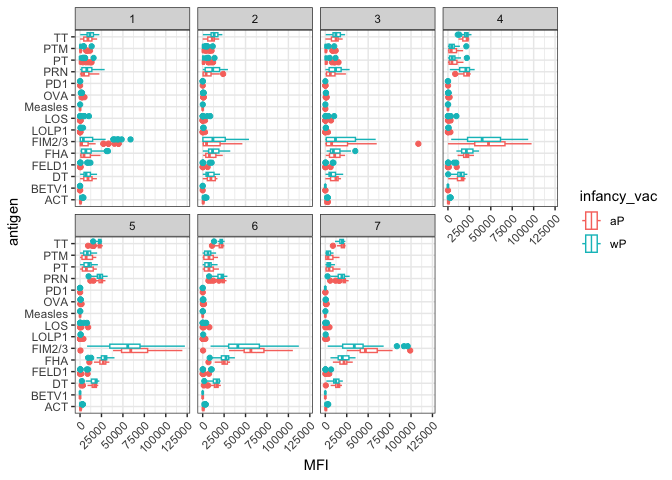 1 2 3 4
antigen
TT
PTM
PT
PRN
PD1
OVA
Measles
LOS
LOLP1
FIM2/3
FHA
FELD1
DT
BETV1
ACT
0 25000 50000 75000 100000 125000
5 6 7
TT
PTM
PT
PRN
PD1
OVA
Measles
LOS
LOLP1
FIM2/3
FHA
FELD1
DT
BETV1
ACT
0 25000 50000 75000 100000 125000 0 25000 50000 75000 100000 125000 0 25000 50000 75000 100000 125000
MFI
infancy_vac
aP
wP